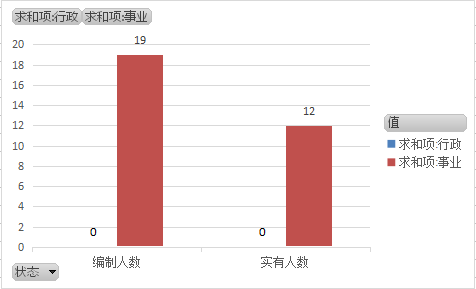 求和项:行政 求和项:事业
20
18
16
14
12
10
8
6
4
2
0
19
0
12
0
编制人数
实有人数
值
求和项:行政
求和项:事业
状态